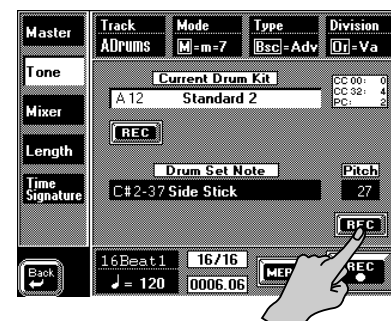 Master
Tone
Mixer
Length
Time
Signature
Back
Track Mode Type Division
ADrums M=m=7 Bsc=Adv Or=Va
Current Drum Kit
A 12 Standard 2
CC 00: 0
CC 32: 4
PC: 2
REC
Drum Set Note Pitch
C#2-37 Side Stick 27
REC
16Beat1 16/16
♩= 120 0006.06
REC